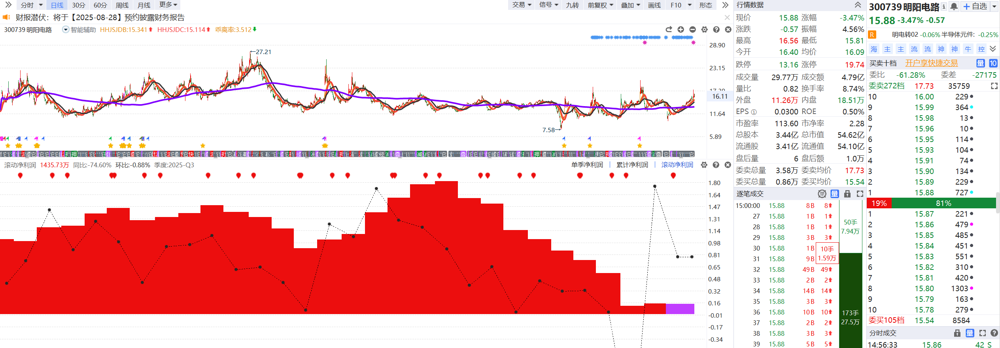 分时 日线 30分 60分 周线 月线 更多
交易 信号 九转 前复权 叠加 画线 F10 形态
财报潜伏：将于【2025-08-28】预约披露财务报告
300739 明阳电路 智能辅助 HHJSJDB:15.341 HHJSJDC:15.114 乖离率:3.512
28.90
23.15
16.11
11.64
5.89
←27.21
7.58→
滚动净利润 1435.73万 同比:-74.60% 环比:-0.88% 季度:2025-Q3
单季净利润 累计净利润 滚动净利润
1.80
1.64
1.47
1.31
1.14
0.98
0.81
0.65
0.48
0.32
0.16
-0.01
-0.17
-0.34
行情数据
现价 15.88 涨幅 -3.47%
涨跌 -0.57 振幅 4.56%
最高 16.56 最低 15.81
今开 16.40 均价 16.09
跌停 13.16 涨停 19.74
成交量 29.77万 成交额 4.79亿
量比 0.82 换手率 8.74%
外盘 11.26万 内盘 18.51万
EPS ① 0.0300 ROE 0.50%
市盈率 113.60 市净率 2.28
总股本 3.44亿 总市值 54.62亿
流通股 3.41亿 流通值 54.10亿
盘后量 6 盘后额 1.0万
委卖总量 3.58万 委卖均价 17.73
委买总量 0.86万 委买均价 15.54
逐笔成交 单 量
15:00:00 15.88 8 B 8
27 15.88 1 B 1
28 15.88 1 B 1
29 15.88 3 B 3
30 15.88 1 B
31 15.88 9 B
32 15.88 49 B 49
33 15.88 2 B 2
34 15.88 14 B 14
35 15.88 3 B 3
36 15.88 10 B 10
37 15.88 2 B 2
38 15.88 3 B 3
39 15.88 5 B 5
10手
1.59万
50手
7.94万
173手
27.5万
300739 明阳电路 自选
15.88 -3.47% -0.57
R 明电转02 -0.06% 半导体元件: -0.25%
海 主 主 流 流 神 神 牛 控
买卖十档 开户享快捷交易 量 10
委比 -61.28% 委差 -27175
委卖272档 17.73 35759
10 16.00 229
9 15.99 364
8 15.98 13
7 15.96 10
6 15.95 114
5 15.93 104
4 15.91 74
3 15.90 134
2 15.89 229
1 15.88 727
19% 81%
1 15.87 221
2 15.86 479
3 15.85 485
4 15.84 451
5 15.83 551
6 15.82 310
7 15.81 420
8 15.80 1303
9 15.79 163
10 15.78 279
委买105档 15.54 8584
分时成交 量
14:56:33 15.86 42 S